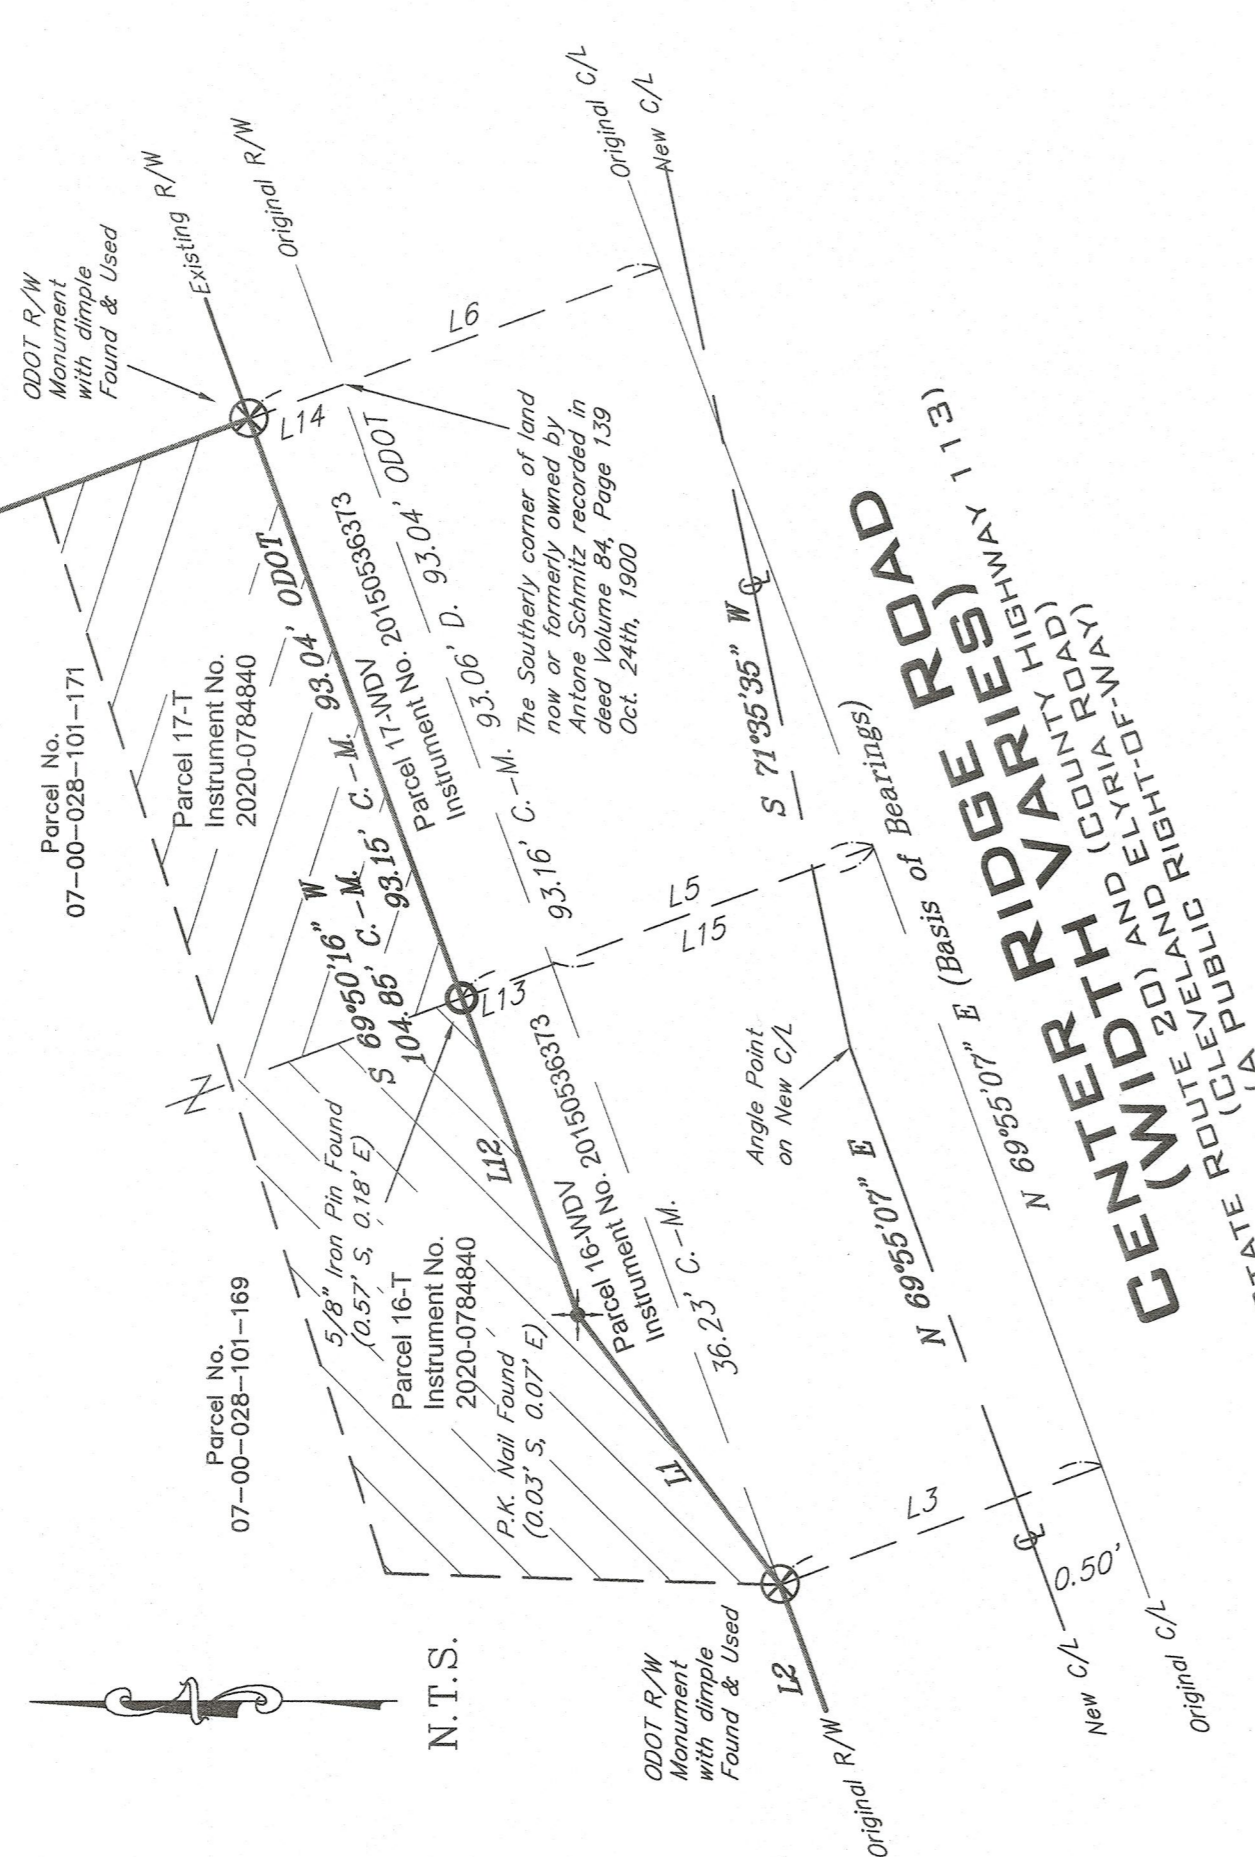 N.T.S.
ODOT R/W
Monument
with dimple
Found & Used
Parcel No.
07-00-028-101-169
Parcel No.
07-00-028-101-171
ODOT R/W
Monument
with dimple
Found & Used
Existing R/W
Original R/W
5/8" Iron Pin Found
(0.57' S, 0.18' E)
Parcel 16-T
Instrument No.
2020-0784840
P.K. Nail Found
(0.03' S, 0.07' E)
Parcel 17-T
Instrument No.
2020-0784840
S 69°50'16" W
104.85' C.-M.
93.15' C.-M. 93.04' ODOT
L12
L1
L2
L13
L14
Parcel 16-WDV
Parcel No. 20150536373
Instrument No.
Parcel 17-WDV
Parcel No. 20150536373
Instrument No.
36.23' C.-M.
93.16' C.-M. 93.06' D. 93.04' ODOT
The Southerly corner of land
now or formerly owned by
Antone Schmitz recorded in
deed Volume 84, Page 139
Oct. 24th, 1900
L3
L5
L15
L6
Original R/W
Original C/L
New C/L
Angle Point
on New C/L
N 69°55'07" E
S 71°35'35" W
CL
CL
0.50'
New C/L
Original C/L
N 69°55'07" E (Basis of Bearings)
CENTER RIDGE ROAD
(WIDTH VARIES)
STATE ROUTE 20) AND (COUNTY HIGHWAY 113)
(CLEVELAND ELYRIA ROAD)
(A PUBLIC RIGHT-OF-WAY)